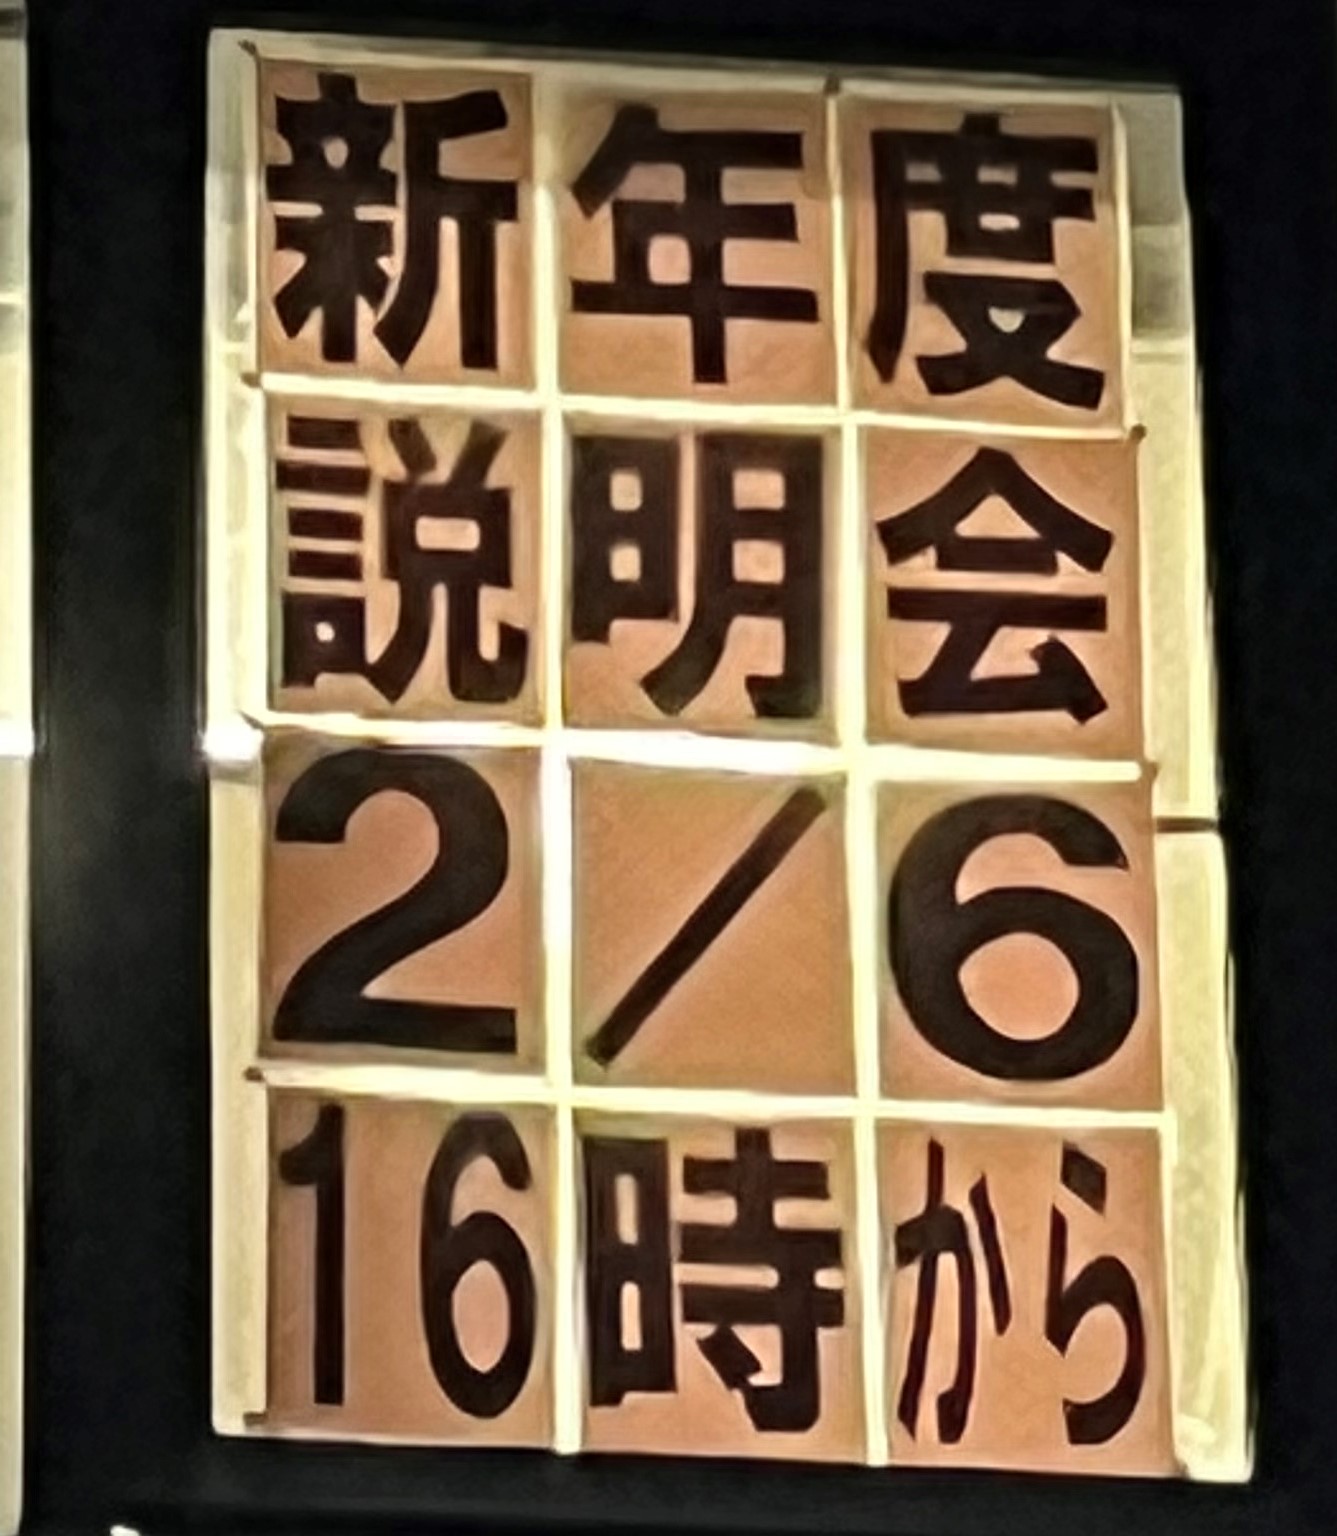 新年度
説明会
2/6
16時から